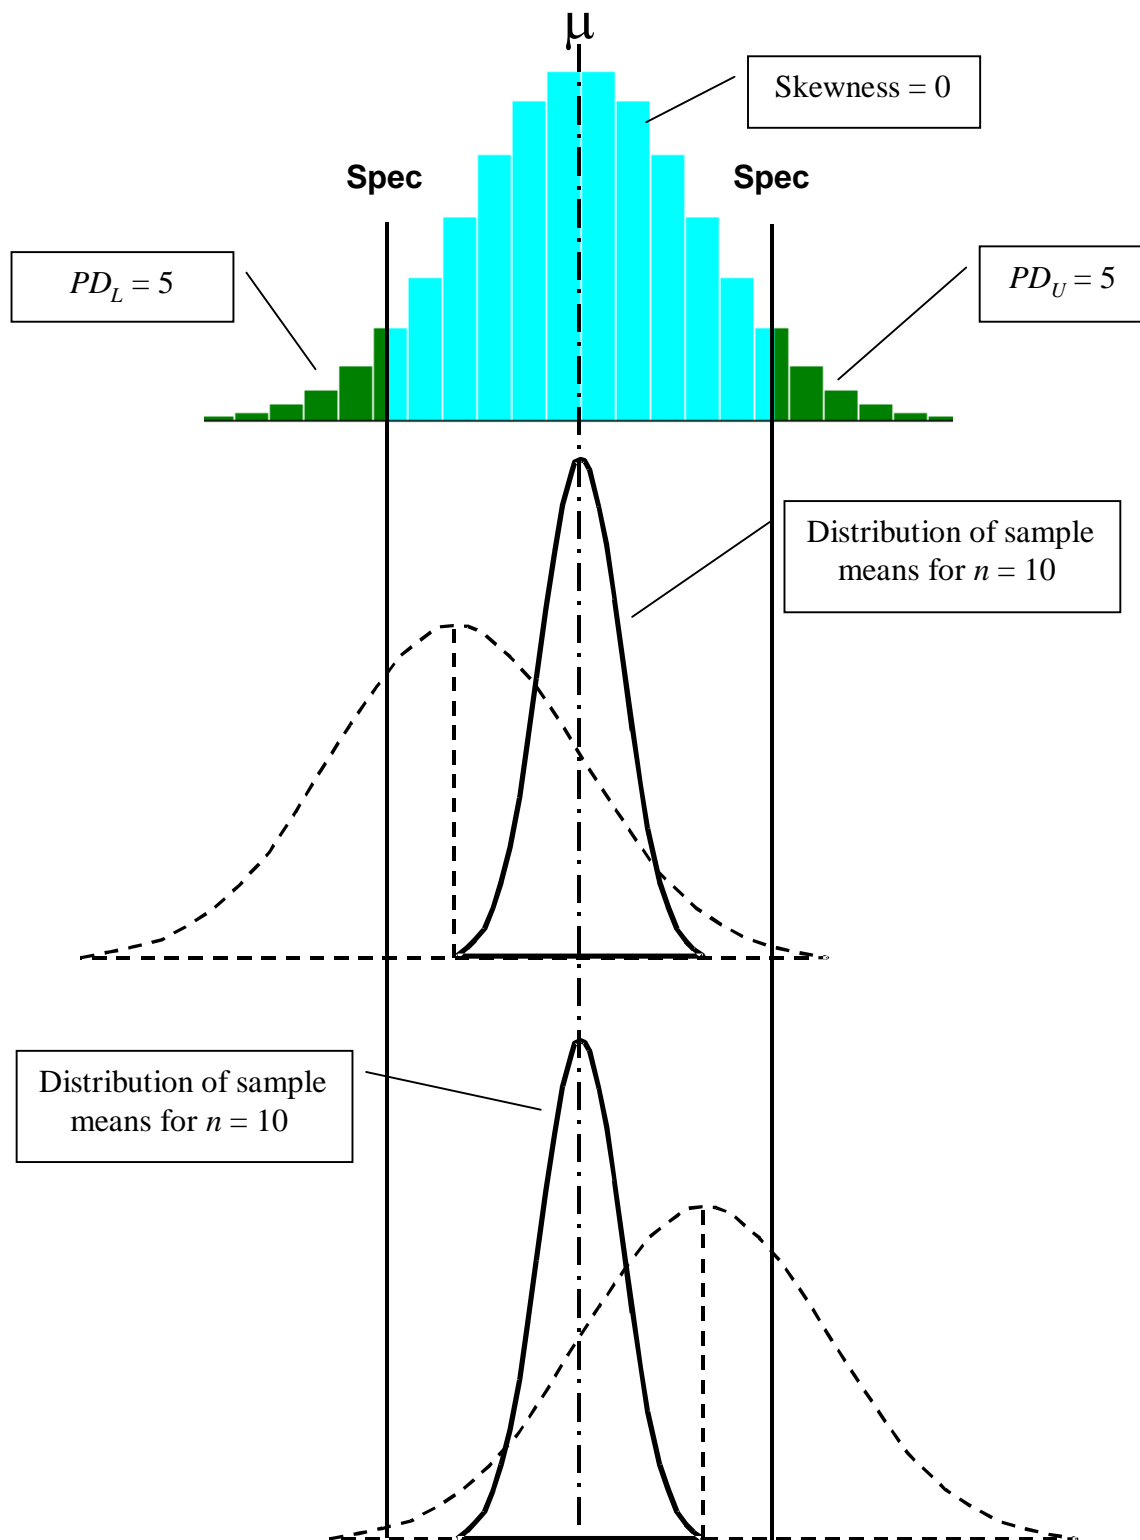 μ
Skewness = 0
Spec
Spec
PD_L = 5
PD_U = 5
Distribution of sample
means for n = 10
Distribution of sample
means for n = 10